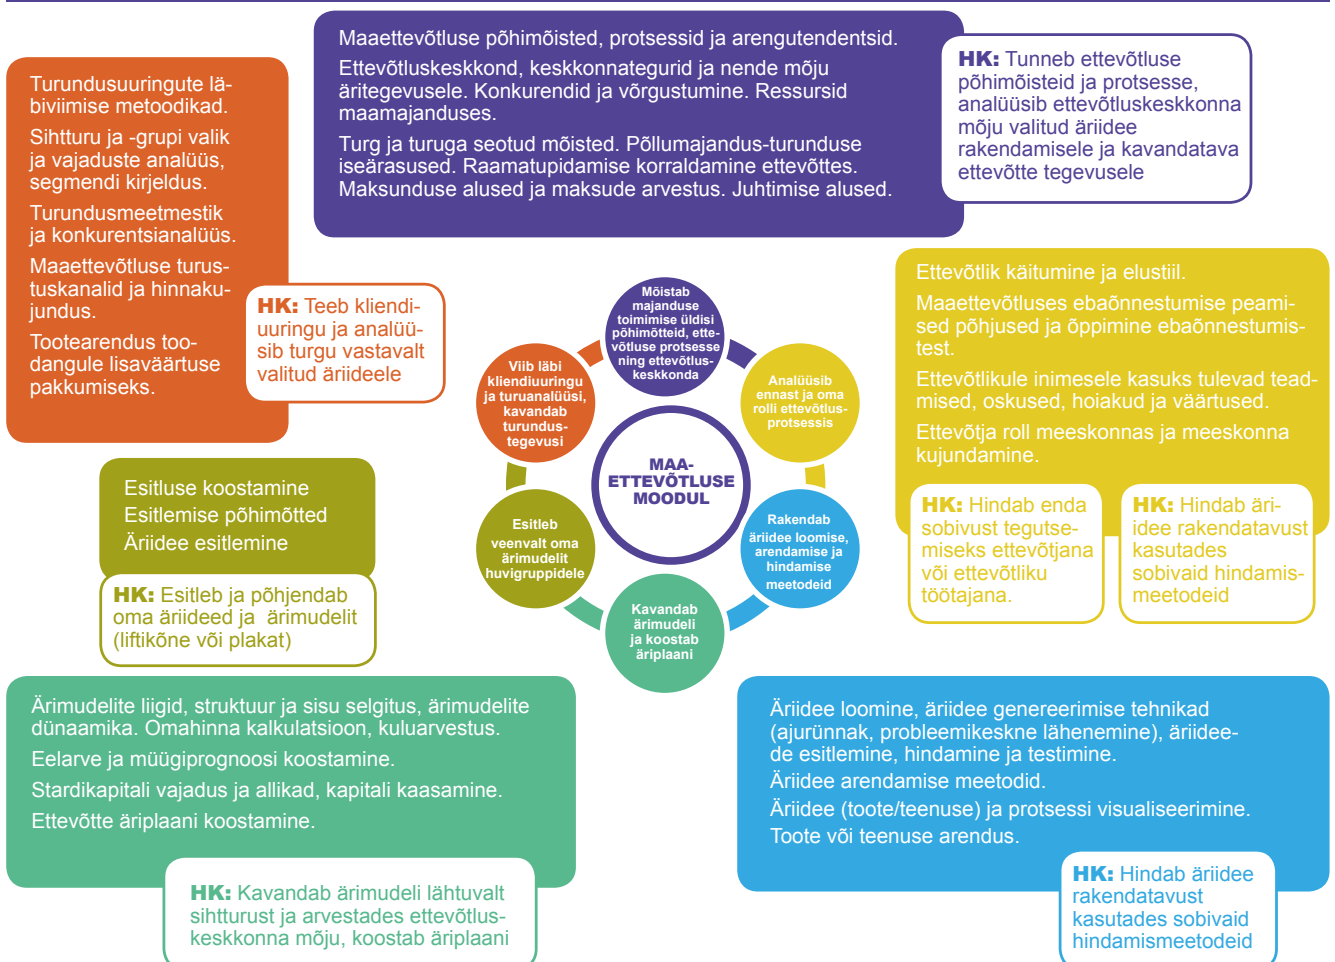 Maaettevõtluse põhimõisted, protsessid ja arengutendentsid.
Ettevõtluskeskkond, keskkonnategurid ja nende mõju
äritegevusele. Konkurendid ja võrgustumine. Ressursid
maamajanduses.
Turg ja turuga seotud mõisted. Põllumajandus-turunduse
iseärasused. Raamatupidamise korraldamine ettevõttes.
Maksunduse alused ja maksude arvestus. Juhtimise alused.
HK: Tunneb ettevõtluse
põhimõisteid ja protsesse,
analüüsib ettevõtluskeskkonna
mõju valitud äriidee
rakendamisele ja kavandatava
ettevõtte tegevusele
Turundusuuringute lä-
biviimise metoodikad.
Sihtturu ja -grupi valik
ja vajaduste analüüs,
segmendi kirjeldus.
Turundusmeetmestik
ja konkurentsianalüüs.
Maaettevõtluse turus-
tuskanalid ja hinnaku-
jundus.
Tootearendus too-
dangule lisaväärtuse
pakkumiseks.
HK: Teeb kliendi-
uuringu ja analüü-
sib turgu vastavalt
valitud äriideele
Mõistab
majanduse
toimimise üldisi
põhimõtteid, ette-
võtluse protsesse
ning ettevõtlus-
keskkonda
Viib läbi
kliendiuuringu
ja turuanalüüsi,
kavandab
turundus-
tegevusi
Analüüsib
ennast ja oma
rolli ettevõtlus-
protsessis
MAA-
ETTEVÕTLUSE
MOODUL
Esitleb
veenvalt oma
ärimudelit
huvigruppidele
Rakendab
äriidee loomise,
arendamise ja
hindamise
meetodeid
Kavandab
ärimudeli
ja koostab
äriplaani
Ettevõtlik käitumine ja elustiil.
Maaettevõtluses ebaõnnestumise peami-
sed põhjused ja õppimine ebaõnnestumis-
test.
Ettevõtlikule inimesele kasuks tulevad tead-
mised, oskused, hoiakud ja väärtused.
Ettevõtja roll meeskonnas ja meeskonna
kujundamine.
HK: Hindab enda
sobivust tegutse-
miseks ettevõtjana
või ettevõtliku
töötajana.
HK: Hindab äri-
idee rakendatavust
kasutades
sobivaid hindamis-
meetodeid
Esitluse koostamine
Esitlemise põhimõtted
Äriidee esitlemine
HK: Esitleb ja põhjendab
oma äriideed ja ärimudelit
(liftikõne või plakat)
Ärimudelite liigid, struktuur ja sisu selgitus, ärimudelite
dünaamika. Omahinna kalkulatsioon, kuluarvestus.
Eelarve ja müügiprognoosi koostamine.
Stardikapitali vajadus ja allikad, kapitali kaasamine.
Ettevõtte äriplaani koostamine.
HK: Kavandab ärimudeli lähtuvalt
sihtturust ja arvestades ettevõtlus-
keskkonna mõju, koostab äriplaani
Äriidee loomine, äriidee genereerimise tehnikad
(ajurünnak, probleemikeskne lähenemine), äriidee-
de esitlemine, hindamine ja testimine.
Äriidee arendamise meetodid.
Äriidee (toote/teenuse) ja protsessi visualiseerimine.
Toote või teenuse arendus.
HK: Hindab äriidee
rakendatavust
kasutades sobivaid
hindamismeetodeid